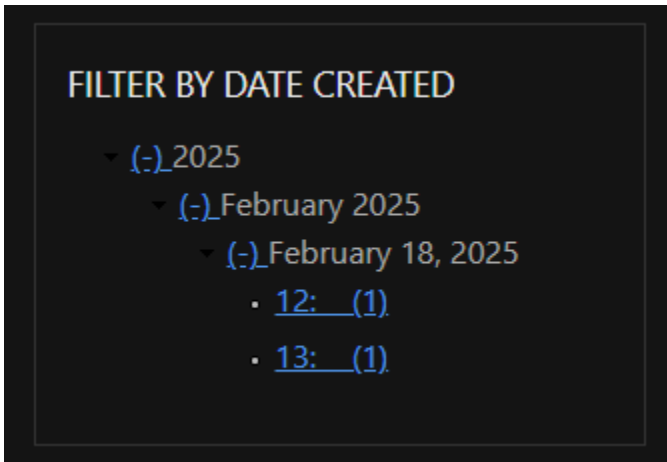 FILTER BY DATE CREATED
(-) 2025
(-) February 2025
(-) February 18, 2025
12: (1)
13: (1)